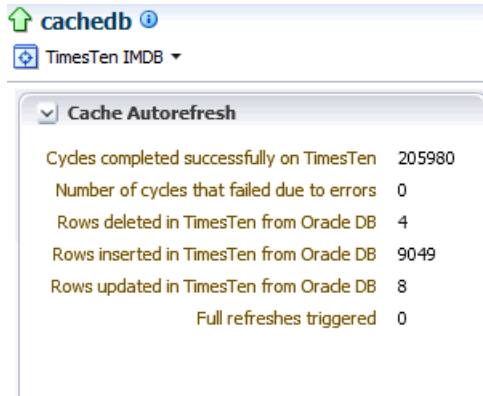 cachedb
TimesTen IMDB
Cache Autorefresh
Cycles completed successfully on TimesTen 205980
Number of cycles that failed due to errors 0
Rows deleted in TimesTen from Oracle DB 4
Rows inserted in TimesTen from Oracle DB 9049
Rows updated in TimesTen from Oracle DB 8
Full refreshes triggered 0